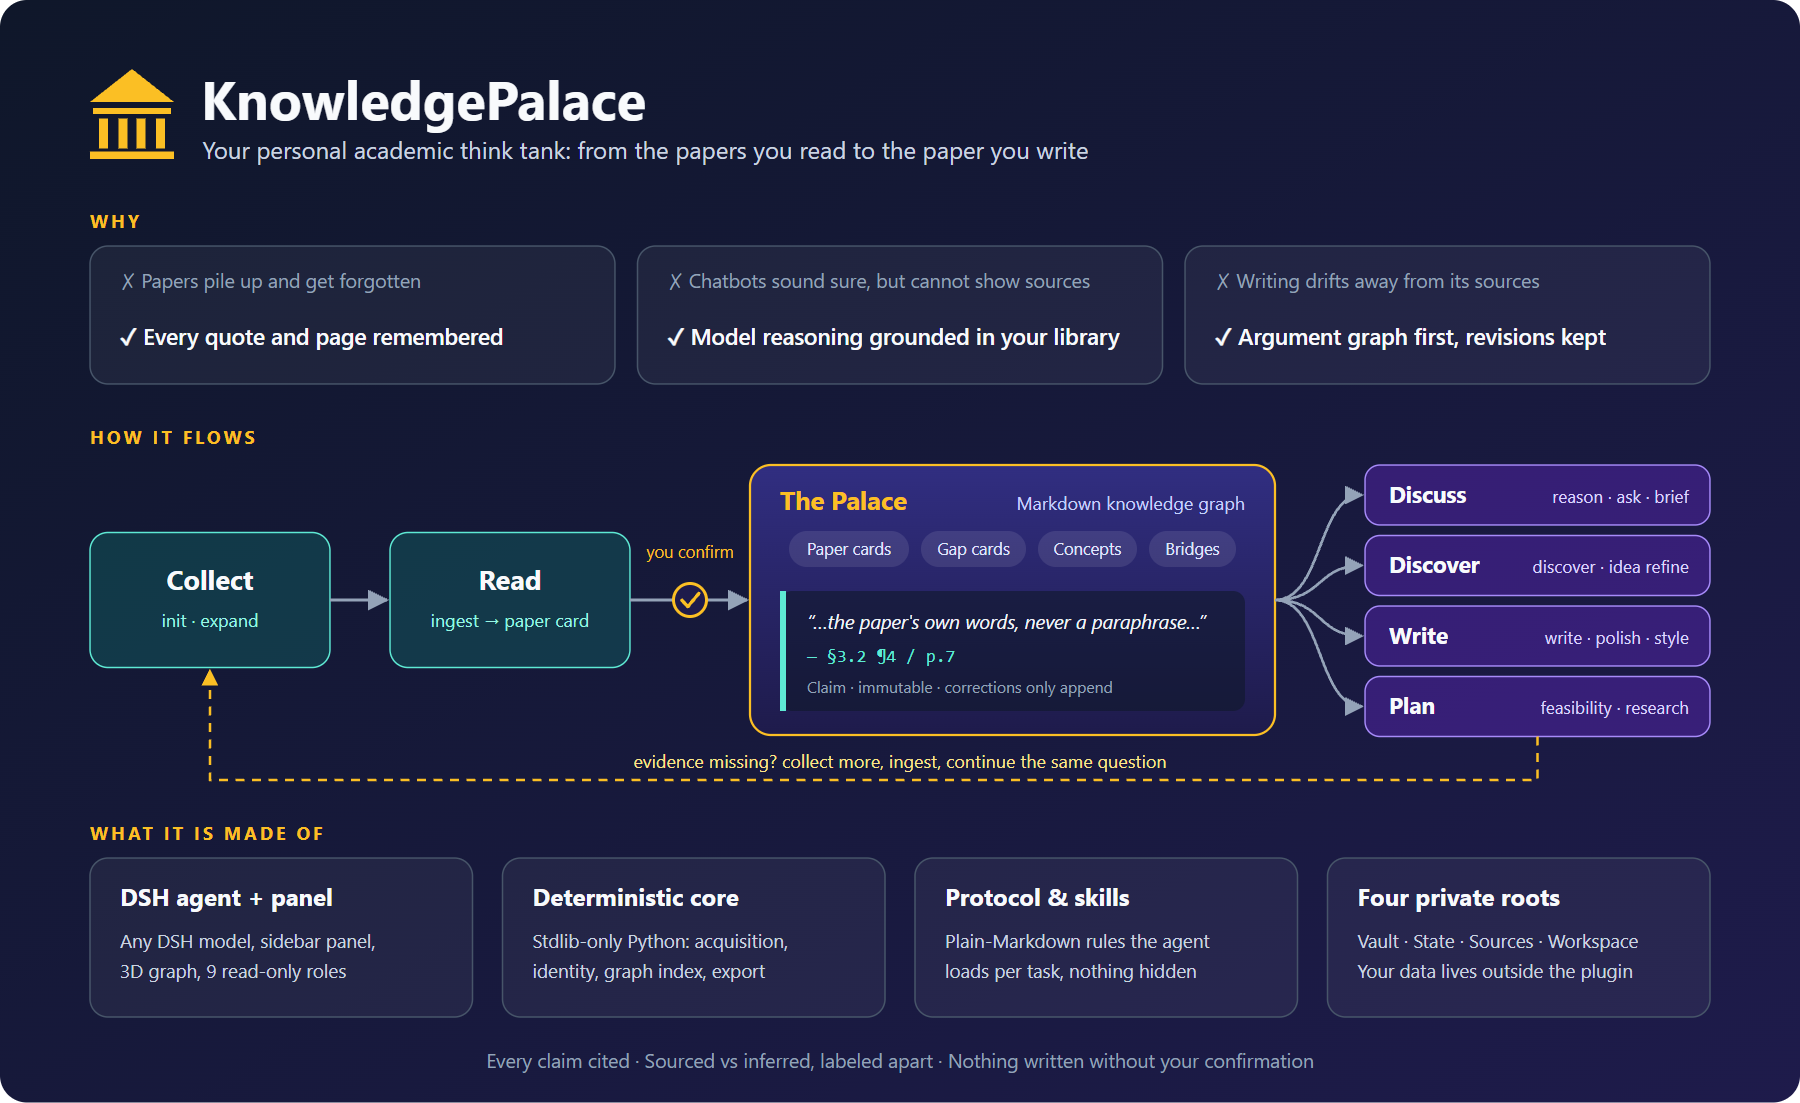 KnowledgePalace
Your personal academic think tank: from the papers you read to the paper you write
WHY
✗ Papers pile up and get forgotten
✓ Every quote and page remembered
✗ Chatbots sound sure, but cannot show sources
✓ Model reasoning grounded in your library
✗ Writing drifts away from its sources
✓ Argument graph first, revisions kept
HOW IT FLOWS
Collect
init · expand
Read
ingest → paper card
you confirm
The Palace
Markdown knowledge graph
Paper cards
Gap cards
Concepts
Bridges
“…the paper's own words, never a paraphrase…”
— §3.2 ¶4 / p.7
Claim · immutable · corrections only append
Discuss
reason · ask · brief
Discover
discover · idea refine
Write
write · polish · style
Plan
feasibility · research
evidence missing? collect more, ingest, continue the same question
WHAT IT IS MADE OF
DSH agent + panel
Any DSH model, sidebar panel,
3D graph, 9 read-only roles
Deterministic core
Stdlib-only Python: acquisition,
identity, graph index, export
Protocol & skills
Plain-Markdown rules the agent
loads per task, nothing hidden
Four private roots
Vault · State · Sources · Workspace
Your data lives outside the plugin
Every claim cited · Sourced vs inferred, labeled apart · Nothing written without your confirmation